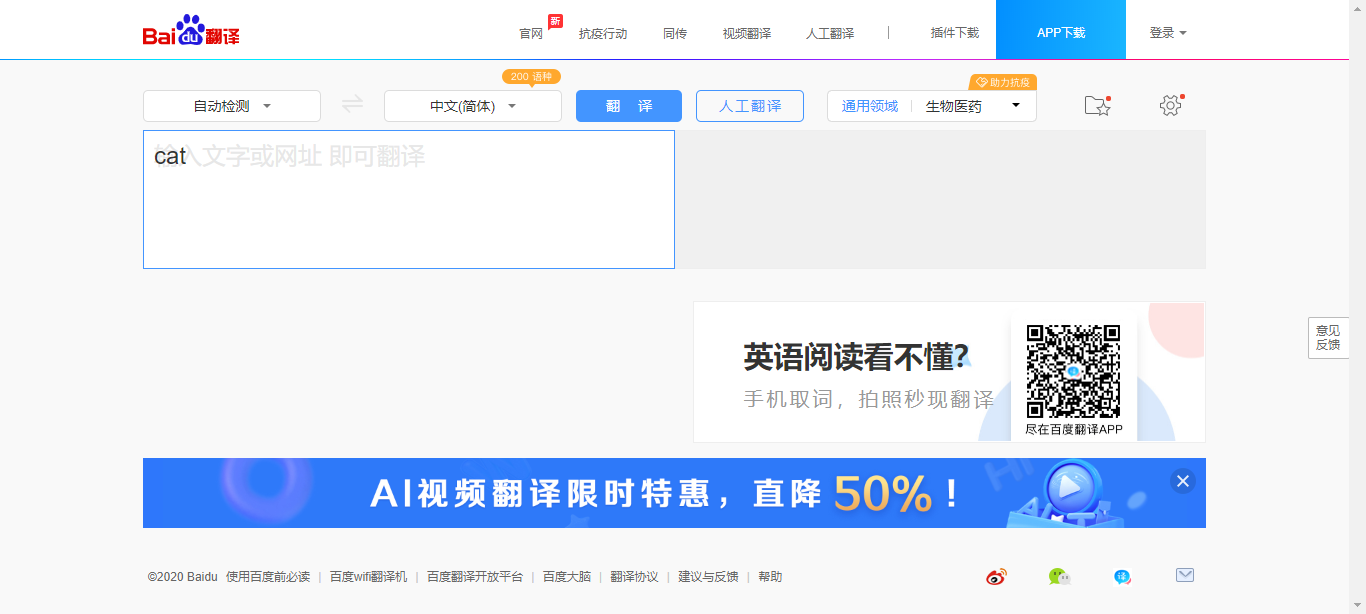 Bai du 翻译
官网 新 抗疫行动 同传 视频翻译 人工翻译 | 插件下载 APP下载 登录
200 语种 助力抗疫
自动检测 中文(简体) 翻 译 人工翻译 通用领域 | 生物医药
cat
输入文字或网址 即可翻译
意见
反馈
英语阅读看不懂?
手机取词，拍照秒现翻译
尽在百度翻译APP
AI视频翻译限时特惠，直降 50% !
©2020 Baidu 使用百度前必读 | 百度wifi翻译机 | 百度翻译开放平台 | 百度大脑 | 翻译协议 | 建议与反馈 | 帮助